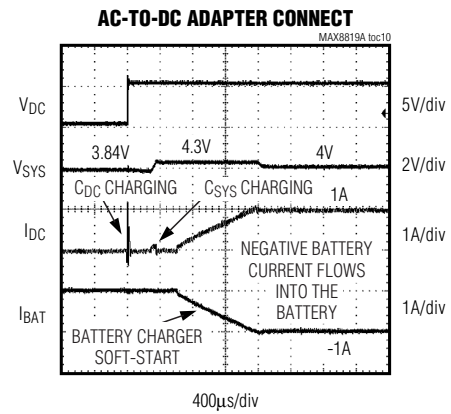 AC-TO-DC ADAPTER CONNECT
MAX8819A toc10
VDC
5V/div
3.84V
4.3V
4V
VSYS
2V/div
CDC CHARGING
CSYS CHARGING
1A
IDC
1A/div
NEGATIVE BATTERY
CURRENT FLOWS
INTO THE
BATTERY
IBAT
1A/div
BATTERY CHARGER
SOFT-START
-1A
400µs/div